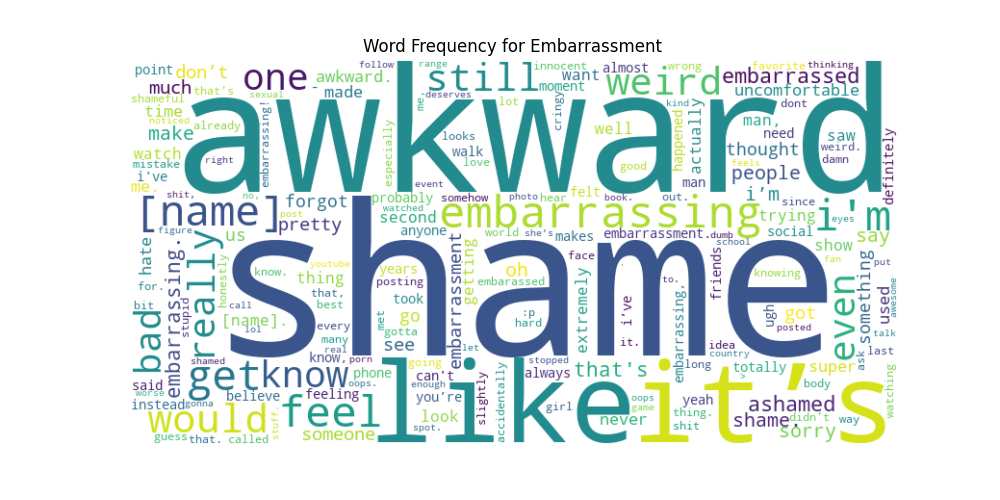 Word Frequency for Embarrassment
point
don’t
much
shameful
that's
time
make
already
watch
mistake
i've
me.
one
-
made
awkward.
follow
range
still
innocent
want
moment
almost
wrong
weird
favorite
thinking
embarrassed
uncomfortable
sexual
noticed
deserves
me,
lot
cringy
kind
dont
awkward
embarrassing!
especially
looks
walk
love
well
good
happened
actually
man,
need
thought
people
saw
weird.
damn
feels
definitely
right
event
felt
man
i’m
shit,
no,
forgot
probably
somehow
photo
hear
book.
out.
since
[name]
post
pretty
watched
second
anyone
embarrassing
trying
social
eyes
i'm
figure
us
world
she's
makes
embarrassment.
dumb
school
show
say
hate
embarrassing.
really
honestly
know.
thing
youtube
years
posting
embarrassment
getting
oh
embarassed
face
extremely
friends
knowing
fan
something
put
for.
bit
stupid
call
that,
best
took
met
go
:p
hard
i've
it.
to.
ugh
got
posted
even
used
awesome
shame
bad
[name].
lol
every
many
real
gotta
see
idea
embarrassing,
talk
last
ask
said
shamed
get
know
know,
porn
going
let
can't
stopped
always
that's
country
long
totally
super
worse
instead
gonna
believe
feeling
phone
oops.
enough
you’re
slightly
accidentally
girl
oops
game
never
yeah
thing.
shit
body
ashamed
watching
would
feel
like
it’s
guess
that.
called
stuff.
someone
look
spot.
shame.
didn’t
way
sorry